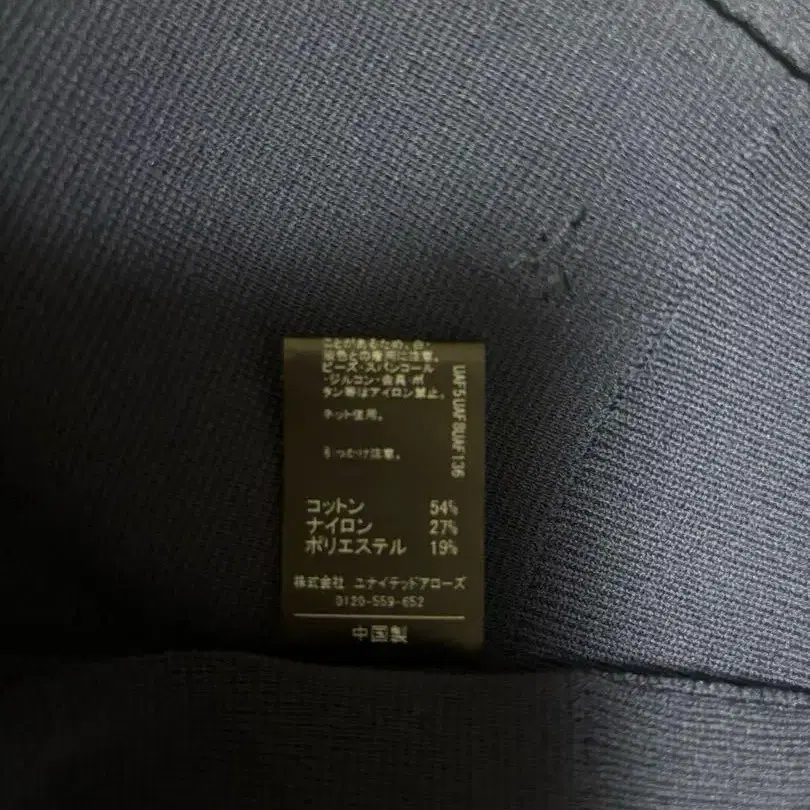 ことがあるため、白・
淡色との着用に注意。
ビーズ・スパンコール
・ジルコン・金具・ボ
タン等はアイロン禁止。
ネット使用。
引っかけ注意。
コットン 54%
ナイロン 27%
ポリエステル 19%
株式会社 ユナイテッドアローズ
0120-559-652
中国製